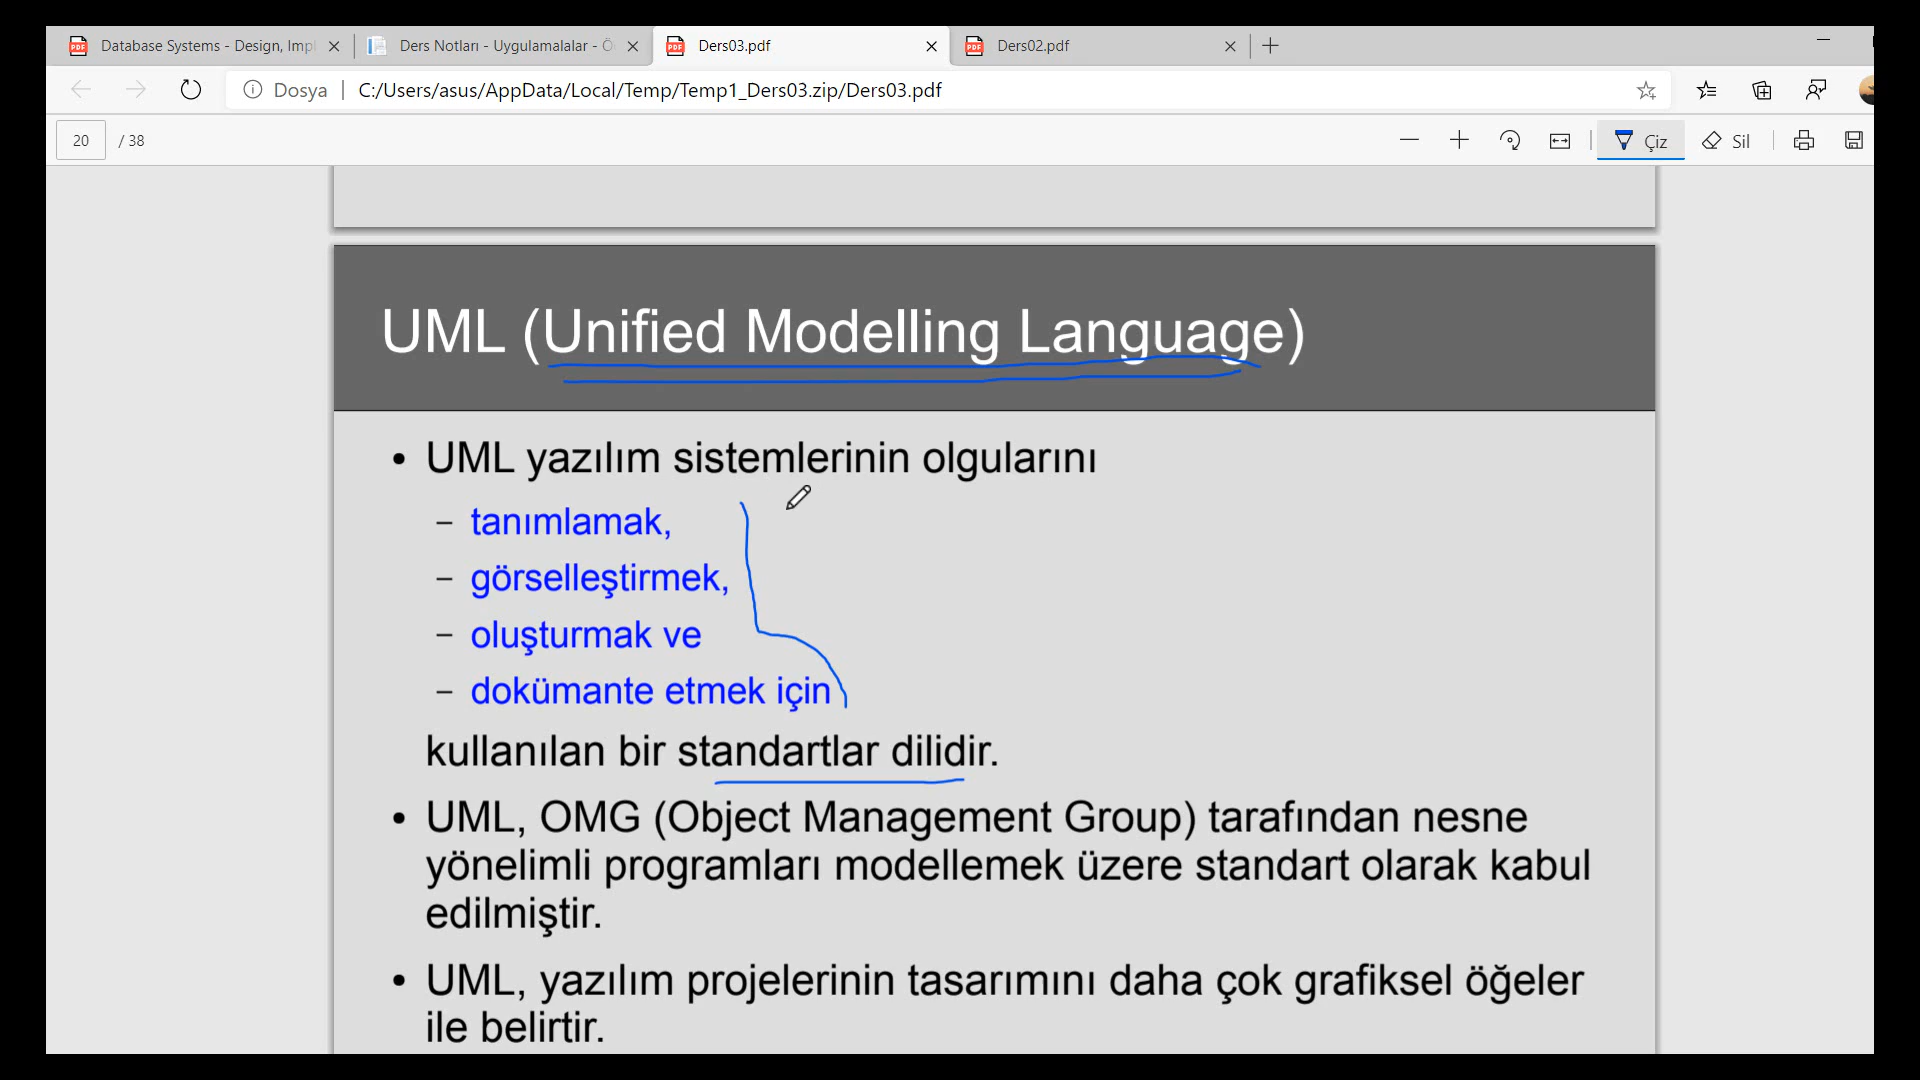 Database Systems - Design, Impl
Ders Notları - Uygulamalalar - Ö
Ders03.pdf
Ders02.pdf
Dosya
C:/Users/asus/AppData/Local/Temp/Temp1_Ders03.zip/Ders03.pdf
20 / 38
Çiz
Sil
UML (Unified Modelling Language)
• UML yazılım sistemlerinin olgularını
– tanımlamak,
– görselleştirmek,
– oluşturmak ve
– dokümante etmek için
kullanılan bir standartlar dilidir.
• UML, OMG (Object Management Group) tarafından nesne
yönelimli programları modellemek üzere standart olarak kabul
edilmiştir.
• UML, yazılım projelerinin tasarımını daha çok grafiksel öğeler
ile belirtir.